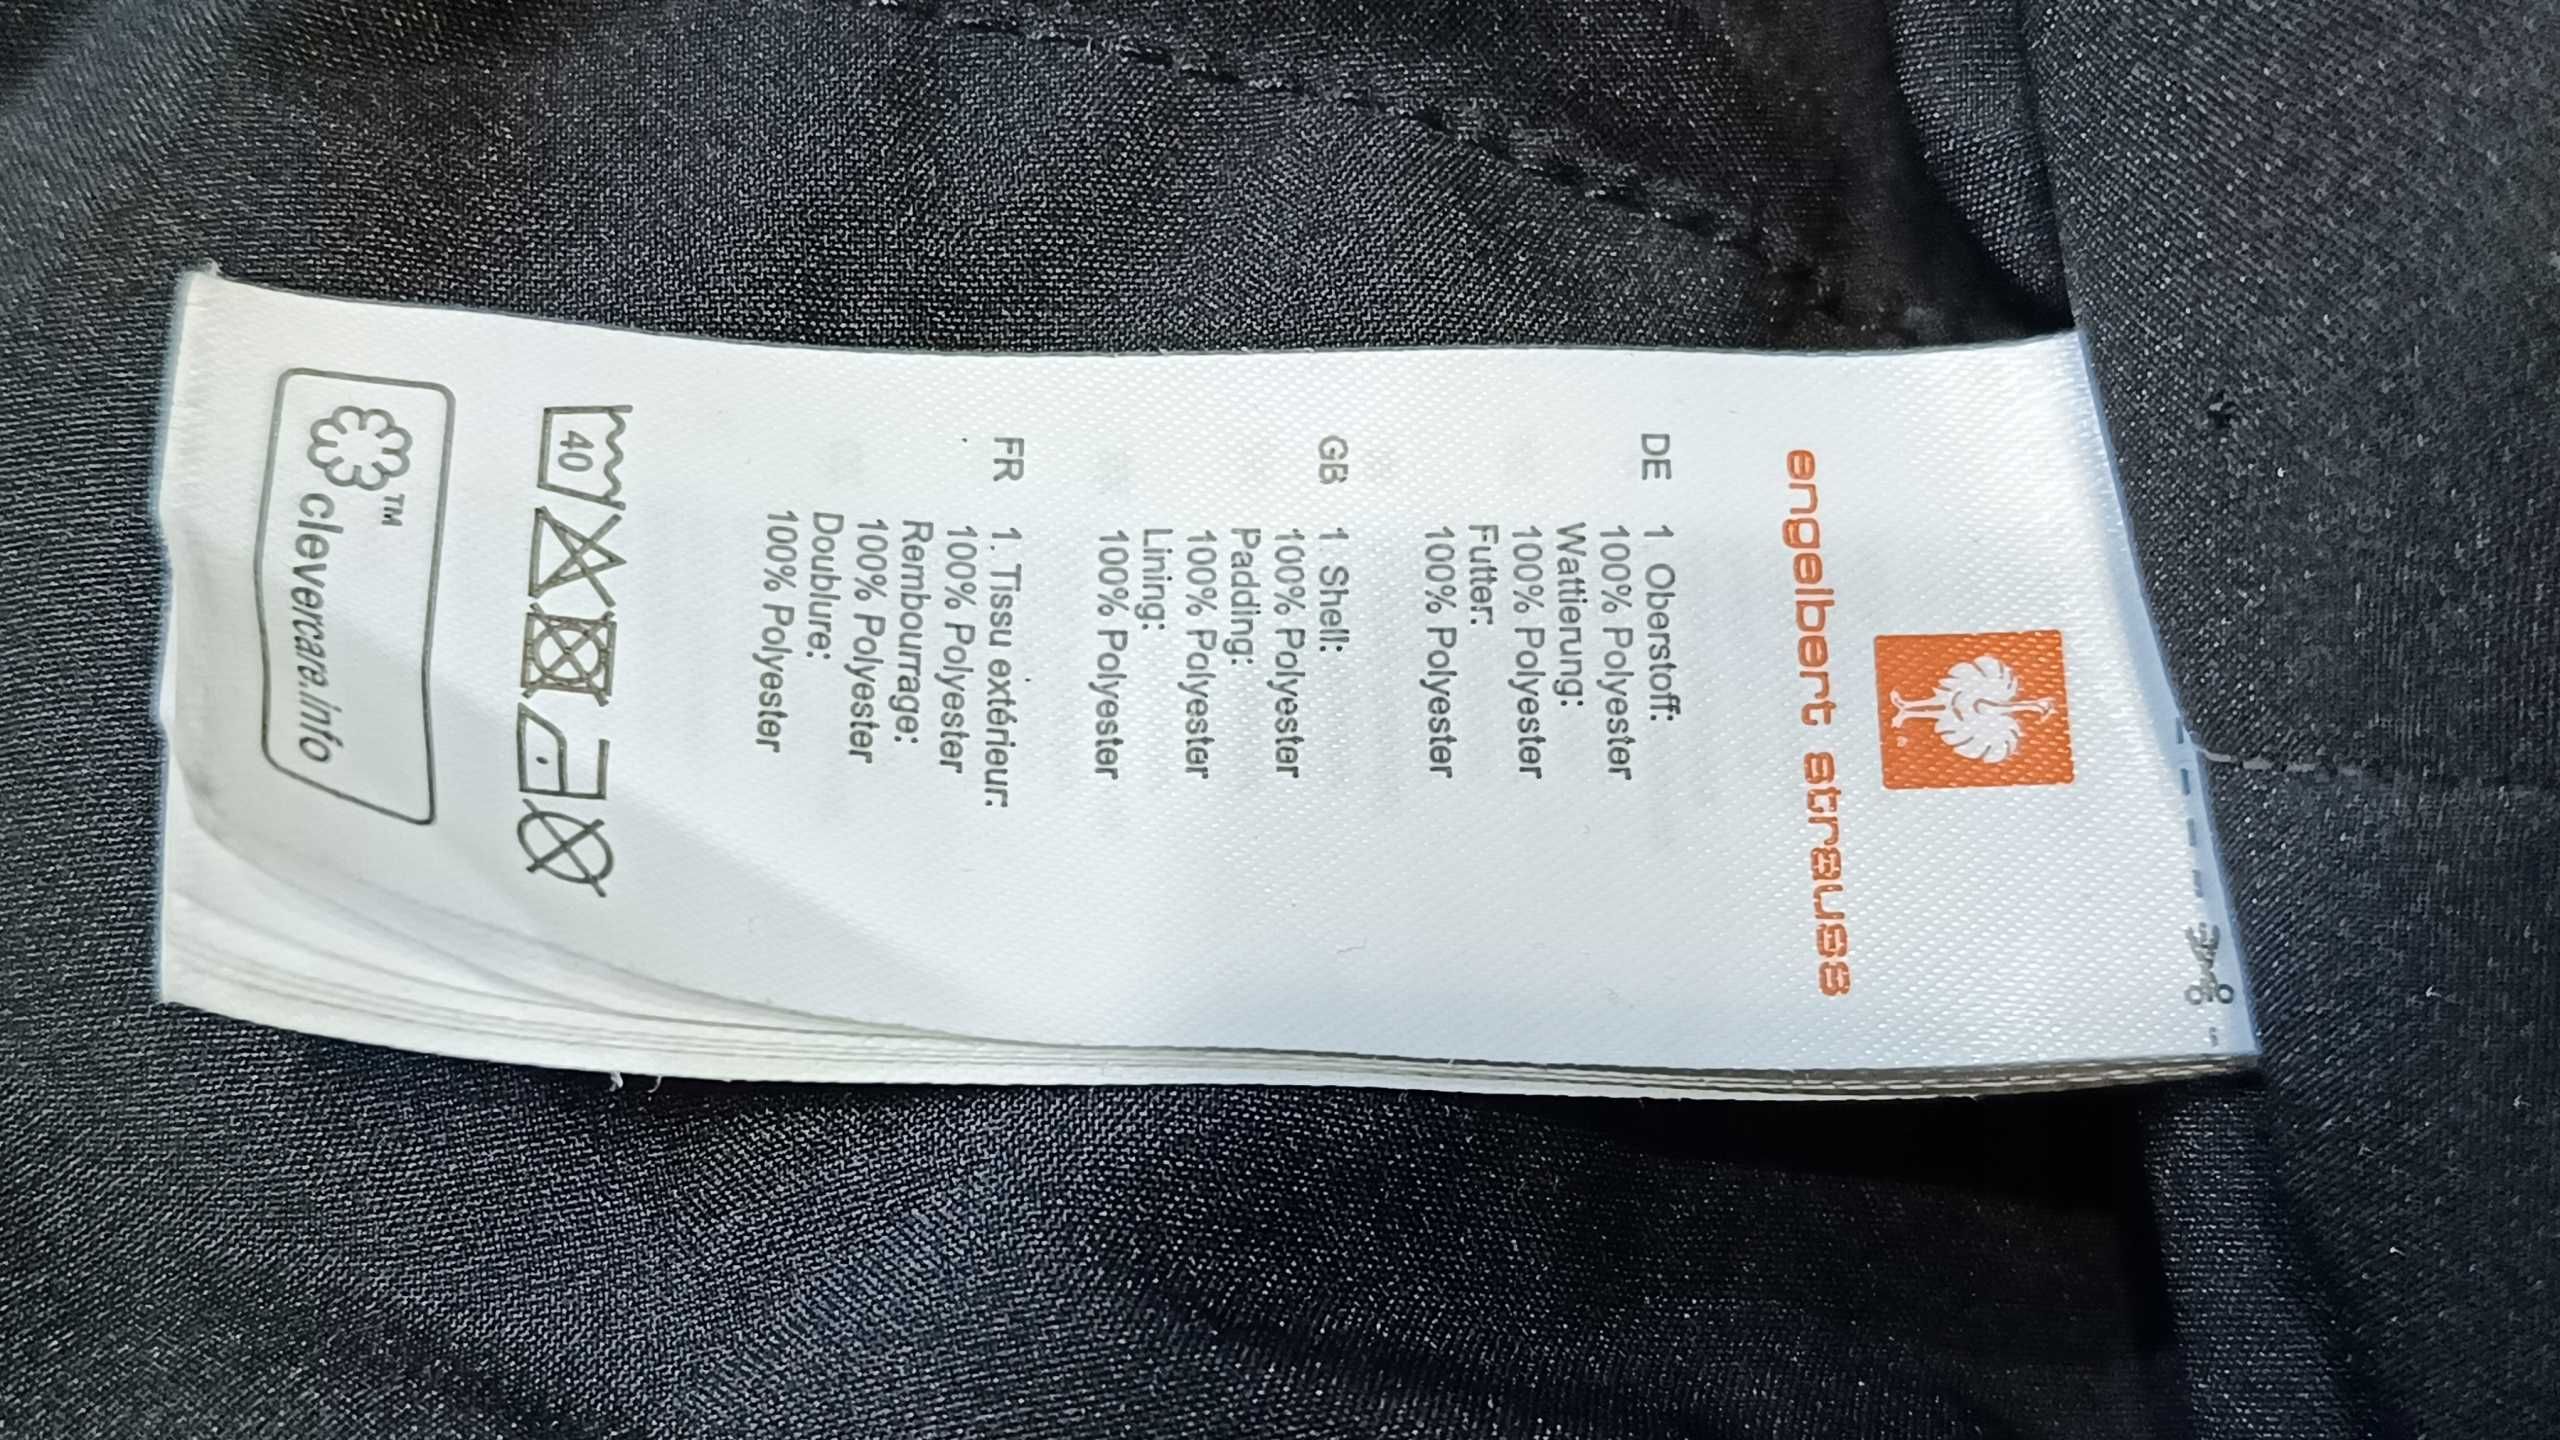 engelbert strauss
DE 1. Oberstoff:
100% Polyester
Wattierung:
100% Polyester
Futter:
100% Polyester
GB 1. Shell:
100% Polyester
Padding:
100% Polyester
Lining:
100% Polyester
FR 1. Tissu extérieur:
100% Polyester
Rembourrage:
100% Polyester
Doublure:
100% Polyester
40
™
clevercare.info